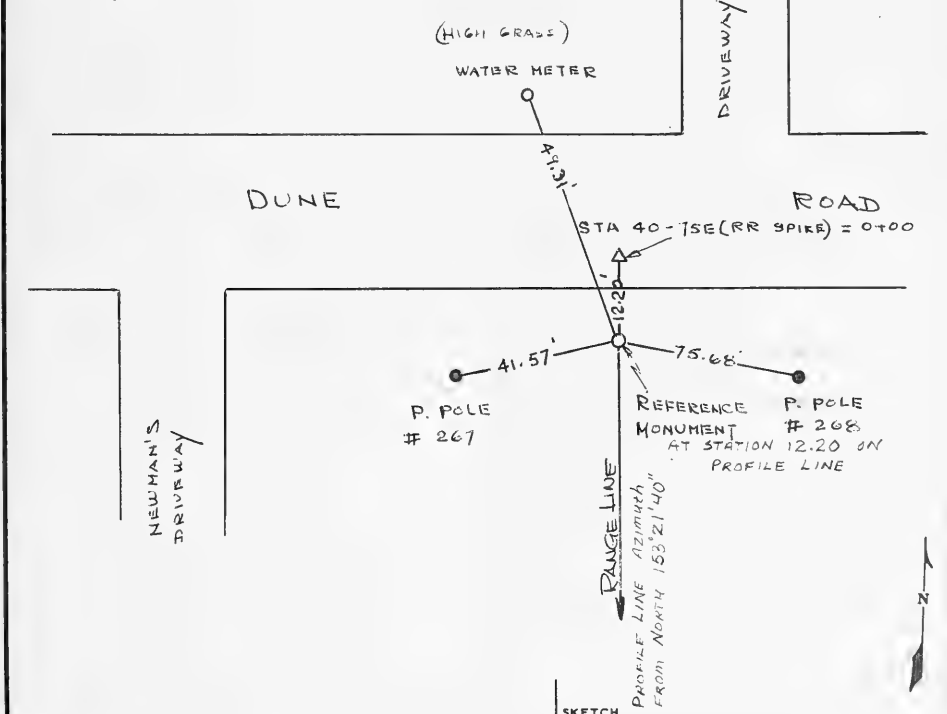 (HIGH GRASS)
WATER METER
DRIVEWAY
49.31'
DUNE ROAD
STA 40-75E (RR SPIKE) = 0+00
12.20'
41.57'
75.68'
P. POLE
# 267
REFERENCE
MONUMENT
AT STATION 12.20 ON
PROFILE LINE
P. POLE
# 268
NEWMAN'S
DRIVEWAY
RANGE LINE
PROFILE LINE AZIMUTH
FROM NORTH 153°21'40"
N
SKETCH